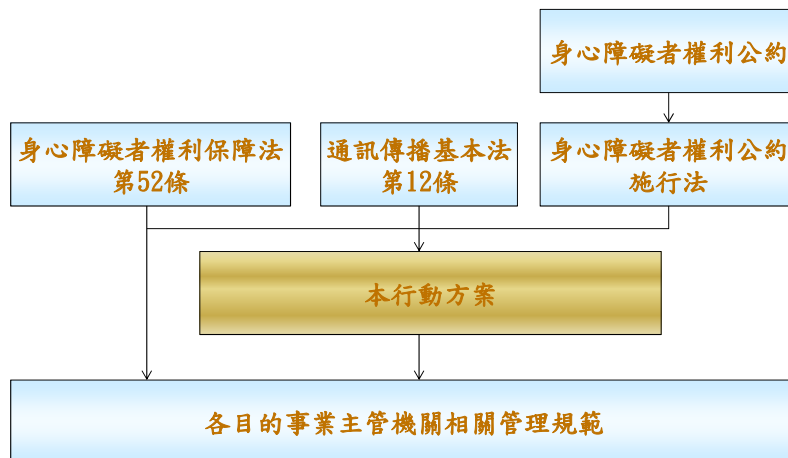 身心障礙者權利公約
身心障礙者權利保障法
第52條
通訊傳播基本法
第12條
身心障礙者權利公約
施行法
本行動方案
各目的事業主管機關相關管理規範